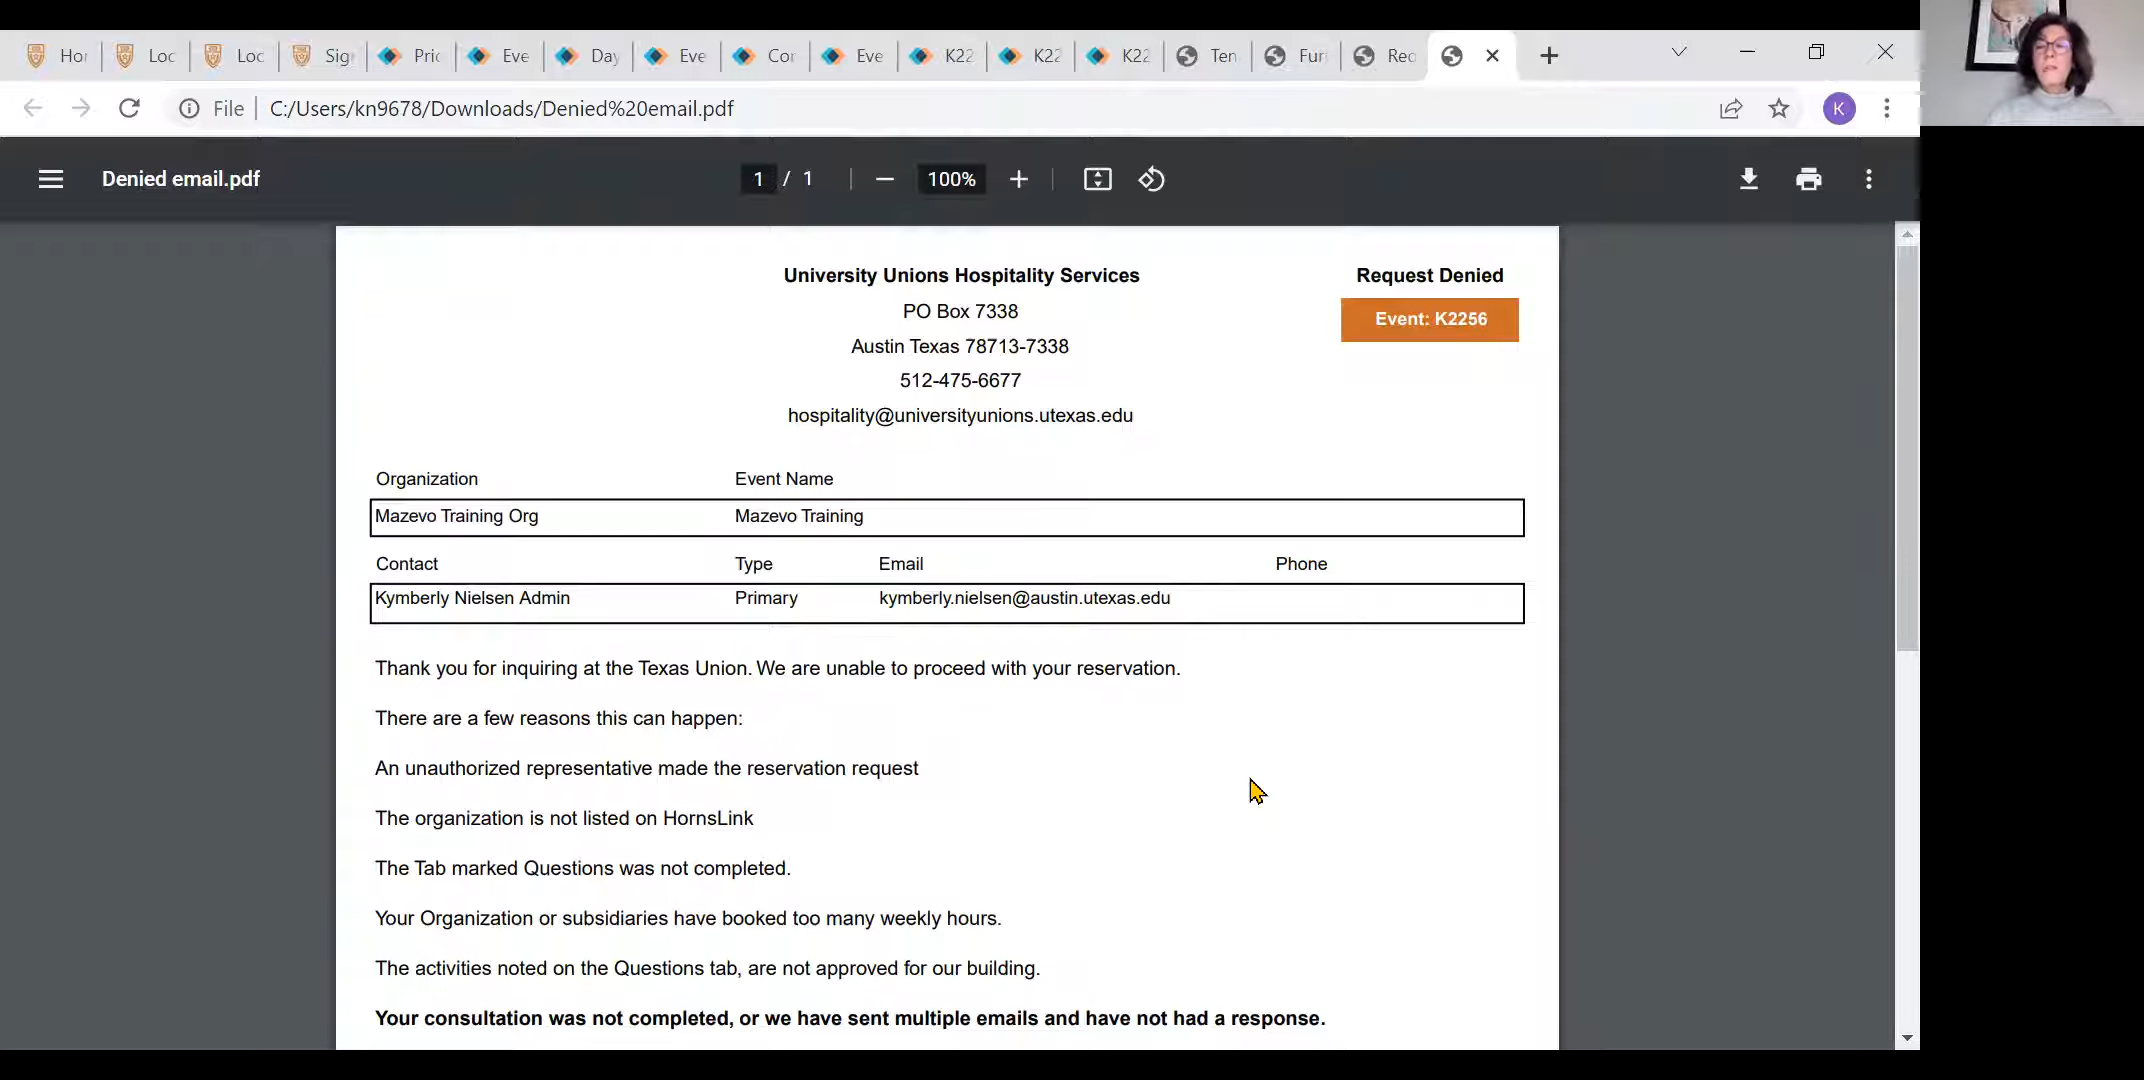 Hor Loc Loc Sig Pric Eve Day Eve Cor Eve K22 K22 K22 Ten Fur Rec
File C:/Users/kn9678/Downloads/Denied%20email.pdf K
Denied email.pdf 1 / 1 100%
University Unions Hospitality Services Request Denied
PO Box 7338 Event: K2256
Austin Texas 78713-7338
512-475-6677
hospitality@universityunions.utexas.edu
Organization Event Name
Mazevo Training Org Mazevo Training
Contact Type Email Phone
Kymberly Nielsen Admin Primary kymberly.nielsen@austin.utexas.edu
Thank you for inquiring at the Texas Union. We are unable to proceed with your reservation.
There are a few reasons this can happen:
An unauthorized representative made the reservation request
The organization is not listed on HornsLink
The Tab marked Questions was not completed.
Your Organization or subsidiaries have booked too many weekly hours.
The activities noted on the Questions tab, are not approved for our building.
Your consultation was not completed, or we have sent multiple emails and have not had a response.